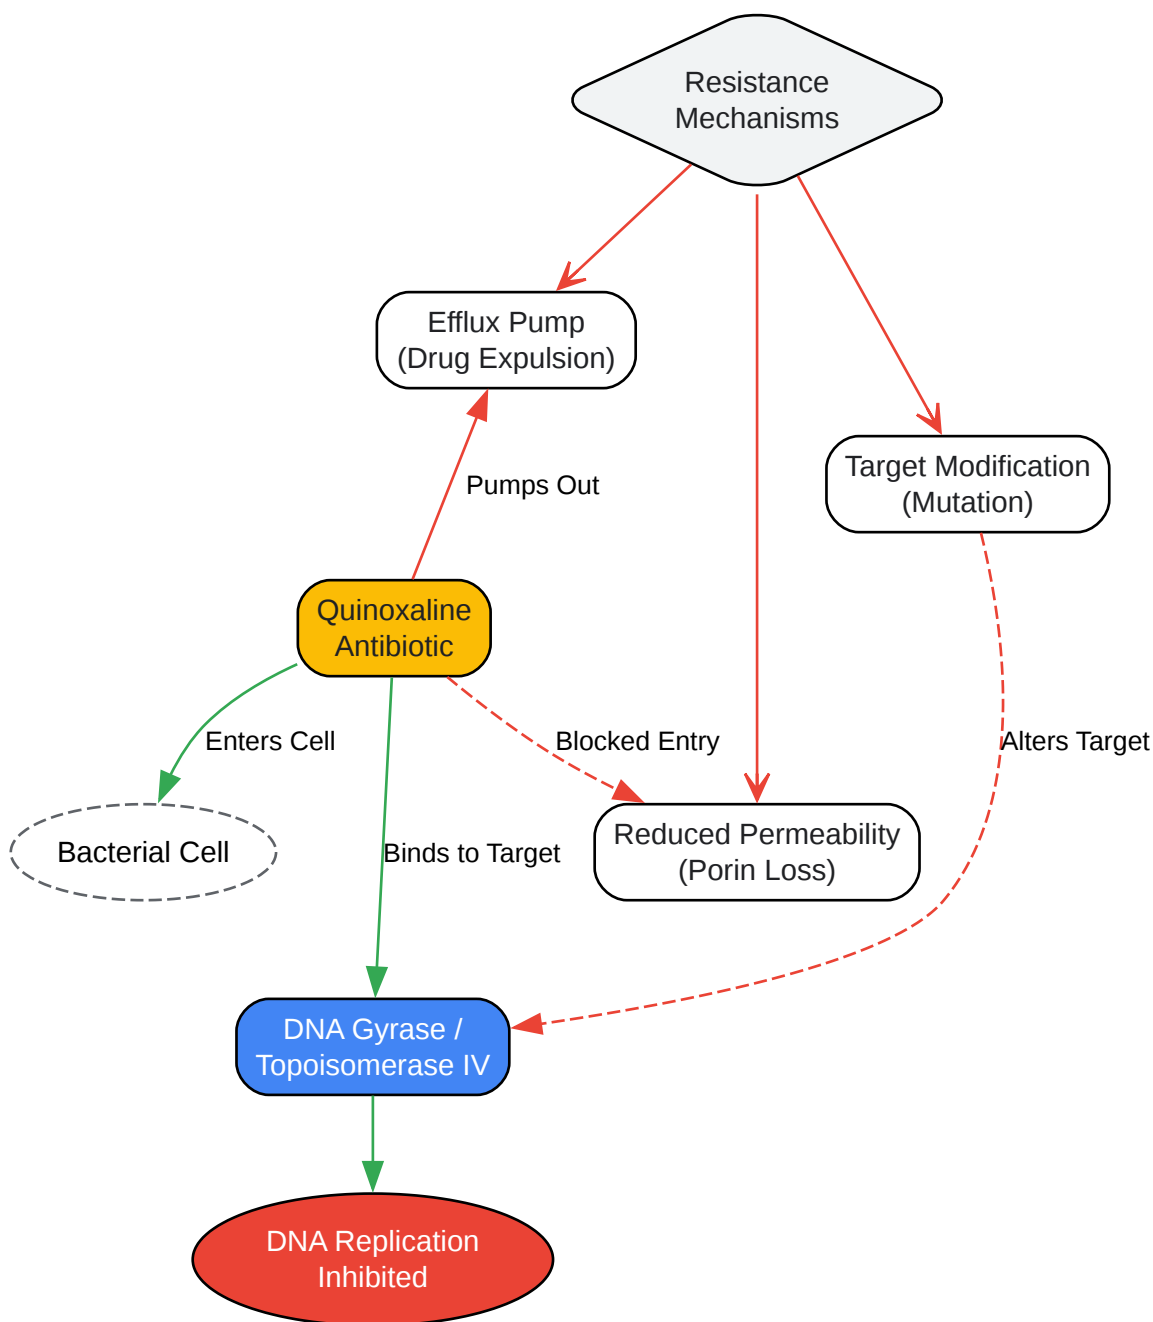 Resistance
Mechanisms
Efflux Pump
(Drug Expulsion)
Target Modification
(Mutation)
Pumps Out
Quinoxaline
Antibiotic
Enters Cell
Blocked Entry
Alters Target
Bacterial Cell
Binds to Target
Reduced Permeability
(Porin Loss)
DNA Gyrase /
Topoisomerase IV
DNA Replication
Inhibited